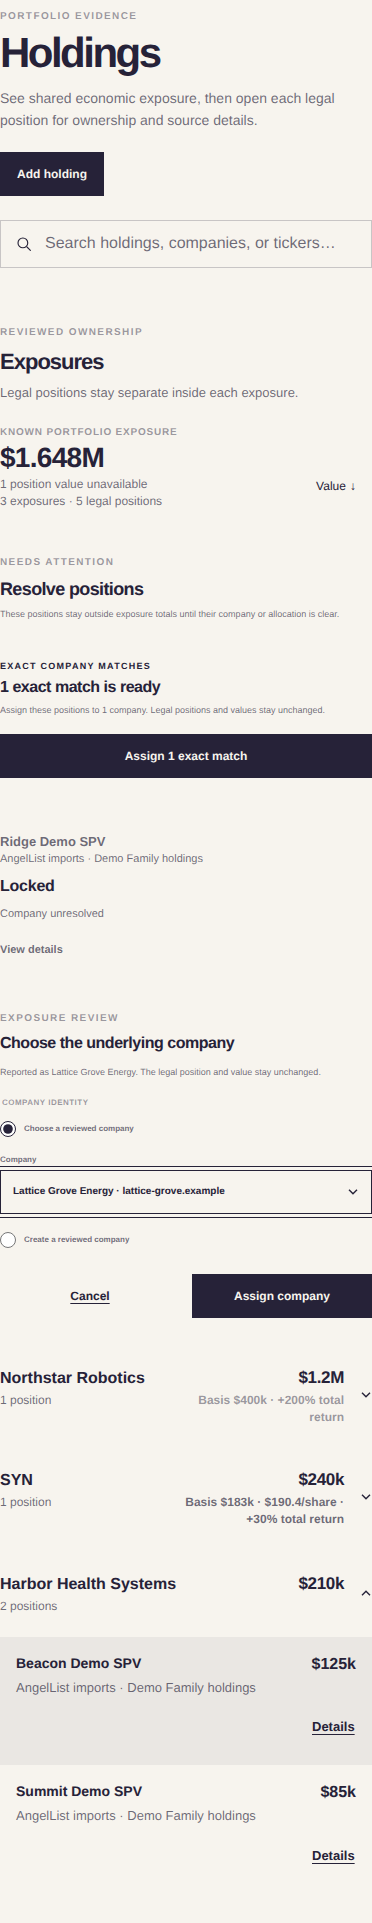 PORTFOLIO EVIDENCE
Holdings
See shared economic exposure, then open each legal
position for ownership and source details.
Add holding
Search holdings, companies, or tickers…
REVIEWED OWNERSHIP
Exposures
Legal positions stay separate inside each exposure.
KNOWN PORTFOLIO EXPOSURE
$1.648M
1 position value unavailable
Value ↓
3 exposures · 5 legal positions
NEEDS ATTENTION
Resolve positions
These positions stay outside exposure totals until their company or allocation is clear.
EXACT COMPANY MATCHES
1 exact match is ready
Assign these positions to 1 company. Legal positions and values stay unchanged.
Assign 1 exact match
Ridge Demo SPV
AngelList imports · Demo Family holdings
Locked
Company unresolved
View details
EXPOSURE REVIEW
Choose the underlying company
Reported as Lattice Grove Energy. The legal position and value stay unchanged.
COMPANY IDENTITY
Choose a reviewed company
Company
Lattice Grove Energy · lattice-grove.example
Create a reviewed company
Cancel
Assign company
Northstar Robotics
$1.2M
1 position
Basis $400k · +200% total
return
SYN
$240k
1 position
Basis $183k · $190.4/share ·
+30% total return
Harbor Health Systems
$210k
2 positions
Beacon Demo SPV
$125k
AngelList imports · Demo Family holdings
Details
Summit Demo SPV
$85k
AngelList imports · Demo Family holdings
Details